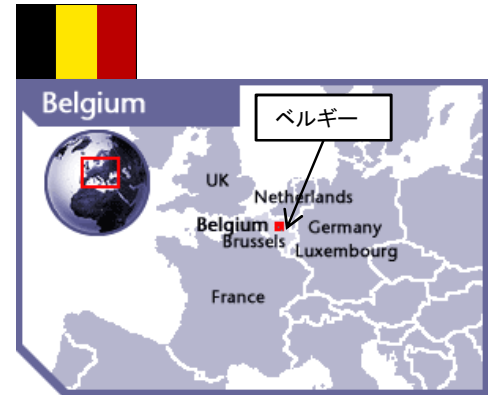 Belgium
ベルギー
UK
Netherlands
Belgium
Germany
Brussels
Luxembourg
France